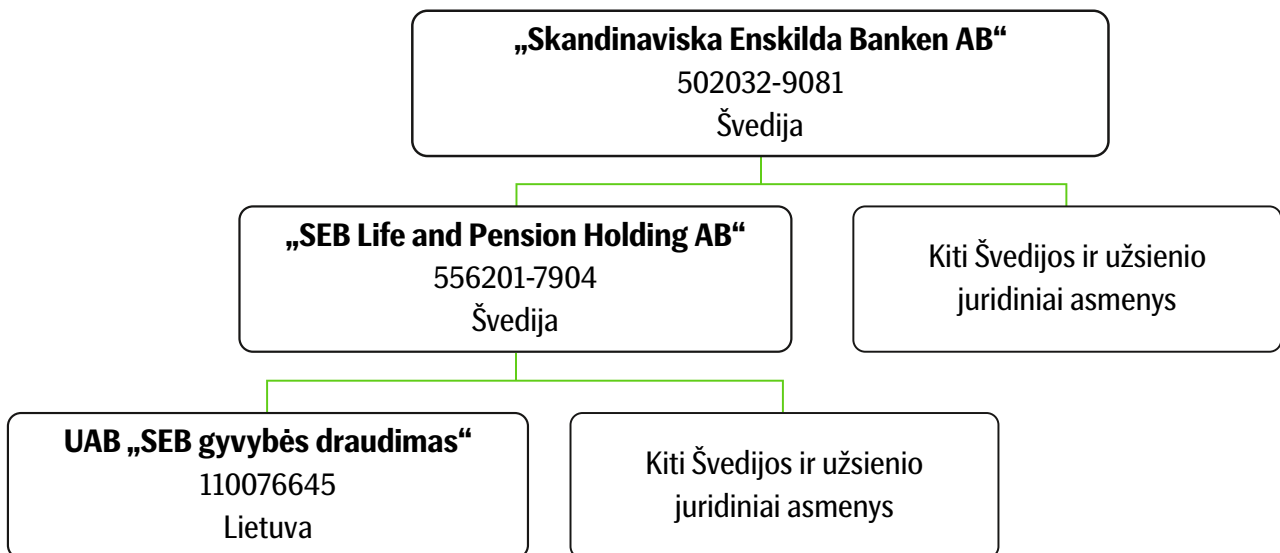 „Skandinaviska Enskilda Banken AB“
502032-9081
Švedija
„SEB Life and Pension Holding AB“
556201-7904
Švedija
Kiti Švedijos ir užsienio
juridiniai asmenys
UAB „SEB gyvybės draudimas“
110076645
Lietuva
Kiti Švedijos ir užsienio
juridiniai asmenys